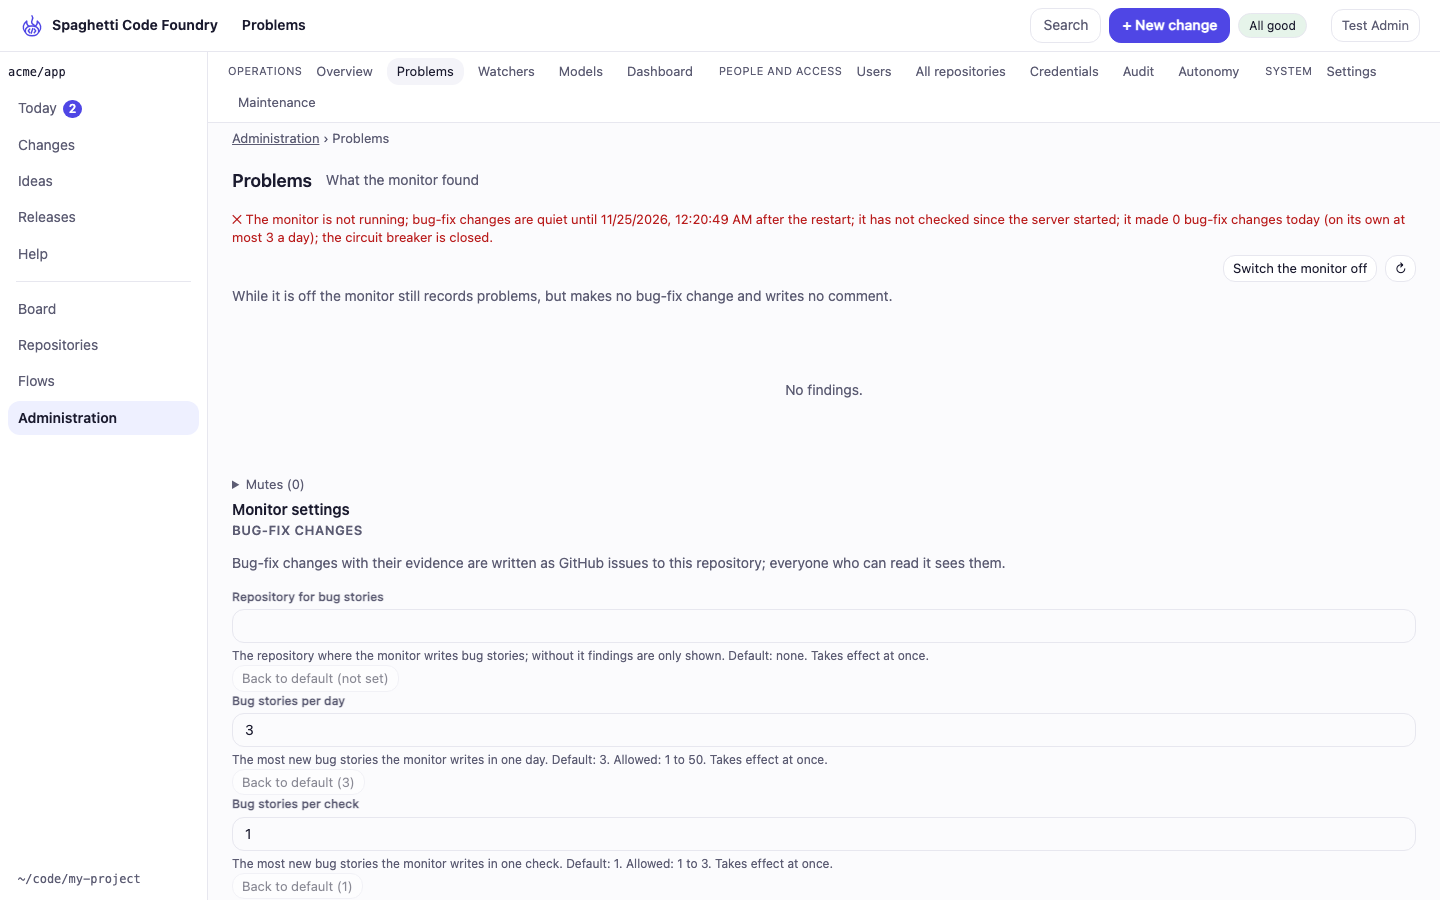 Spaghetti Code Foundry
Problems
Search
+ New change
All good
Test Admin
acme/app
Today 2
Changes
Ideas
Releases
Help
Board
Repositories
Flows
Administration
~/code/my-project
OPERATIONS Overview Problems Watchers Models Dashboard PEOPLE AND ACCESS Users All repositories Credentials Audit Autonomy SYSTEM Settings
Maintenance
Administration › Problems
Problems What the monitor found
✕ The monitor is not running; bug-fix changes are quiet until 11/25/2026, 12:20:49 AM after the restart; it has not checked since the server started; it made 0 bug-fix changes today (on its own at
most 3 a day); the circuit breaker is closed.
Switch the monitor off ↻
While it is off the monitor still records problems, but makes no bug-fix change and writes no comment.
No findings.
▶ Mutes (0)
Monitor settings
BUG-FIX CHANGES
Bug-fix changes with their evidence are written as GitHub issues to this repository; everyone who can read it sees them.
Repository for bug stories
The repository where the monitor writes bug stories; without it findings are only shown. Default: none. Takes effect at once.
Back to default (not set)
Bug stories per day
3
The most new bug stories the monitor writes in one day. Default: 3. Allowed: 1 to 50. Takes effect at once.
Back to default (3)
Bug stories per check
1
The most new bug stories the monitor writes in one check. Default: 1. Allowed: 1 to 3. Takes effect at once.
Back to default (1)